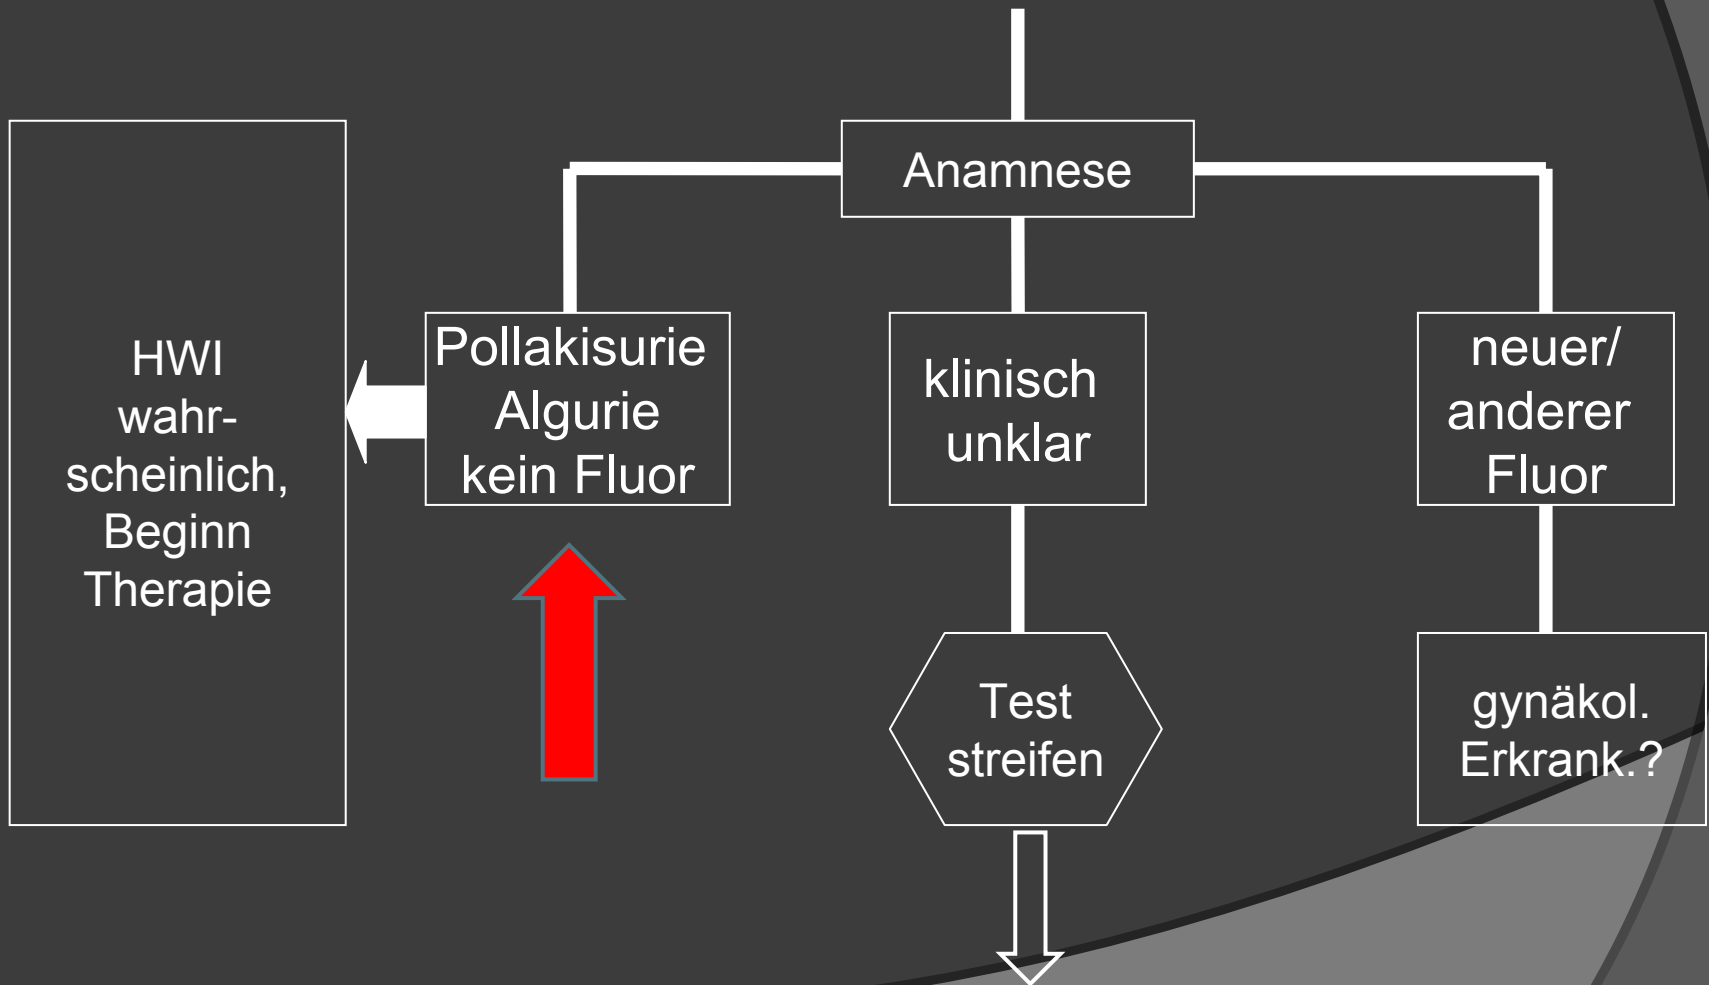 Anamnese
HWI
wahr-
scheinlich,
Beginn
Therapie
Pollakisurie
Algurie
kein Fluor
klinisch
unklar
neuer/
anderer
Fluor
Test
streifen
gynäkol.
Erkrank.?